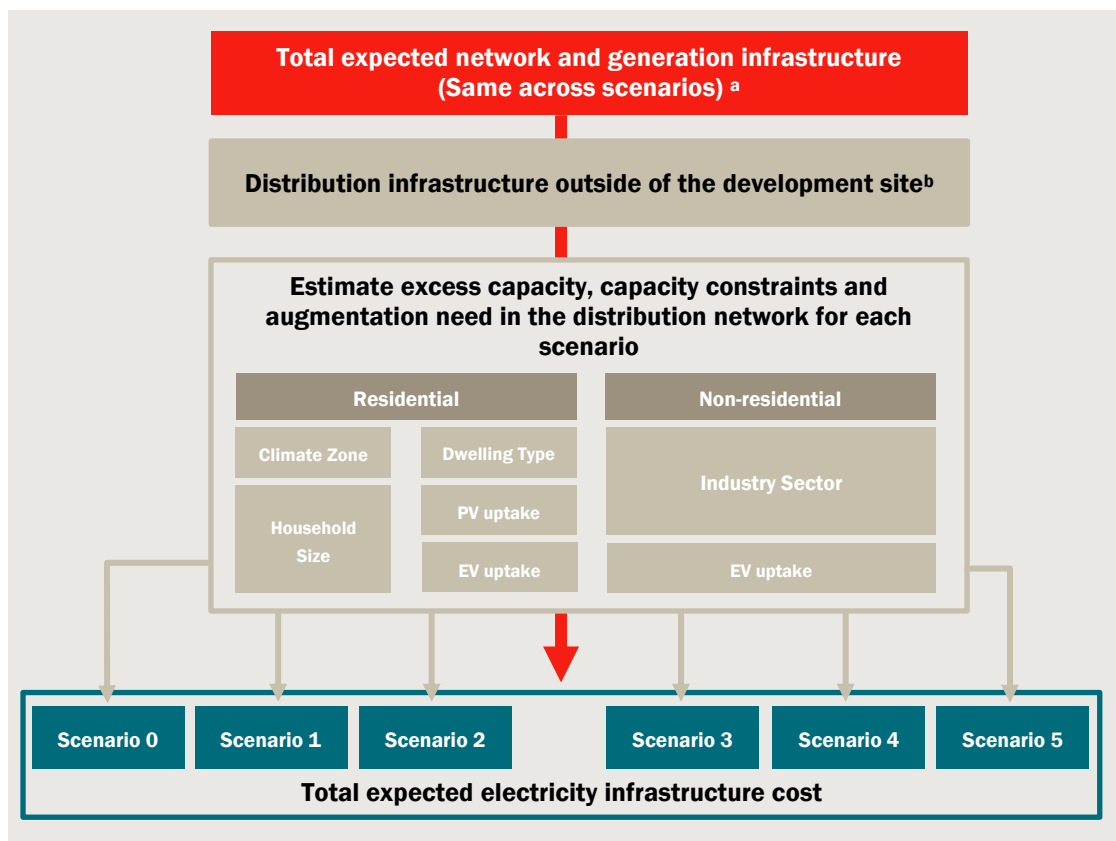 Total expected network and generation infrastructure
(Same across scenarios) a
Distribution infrastructure outside of the development siteb
Estimate excess capacity, capacity constraints and
augmentation need in the distribution network for each
scenario
Residential
Non-residential
Climate Zone
Dwelling Type
Industry Sector
Household
Size
PV uptake
EV uptake
EV uptake
Scenario 0
Scenario 1
Scenario 2
Scenario 3
Scenario 4
Scenario 5
Total expected electricity infrastructure cost